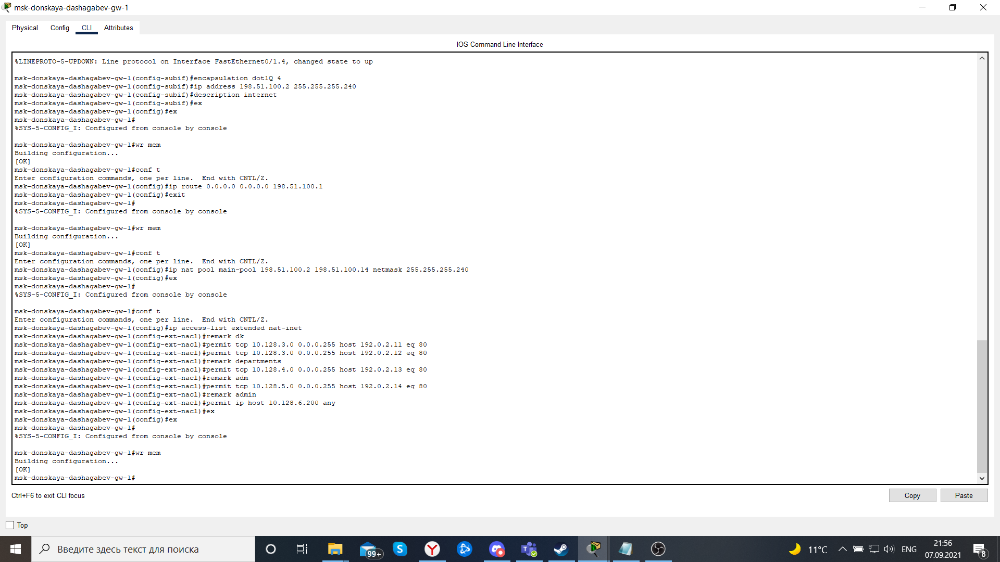 msk-donskaya-dashagabev-gw-1
Physical Config CLI Attributes
IOS Command Line Interface
%LINEPROTO-5-UPDOWN: Line protocol on Interface FastEthernet0/1.4, changed state to up
msk-donskaya-dashagabev-gw-1(config-subif)#encapsulation dot1Q 4
msk-donskaya-dashagabev-gw-1(config-subif)#ip address 198.51.100.2 255.255.255.240
msk-donskaya-dashagabev-gw-1(config-subif)#description internet
msk-donskaya-dashagabev-gw-1(config-subif)#ex
msk-donskaya-dashagabev-gw-1(config)#ex
msk-donskaya-dashagabev-gw-1#
%SYS-5-CONFIG_I: Configured from console by console
msk-donskaya-dashagabev-gw-1#wr mem
Building configuration...
[OK]
msk-donskaya-dashagabev-gw-1#conf t
Enter configuration commands, one per line.  End with CNTL/Z.
msk-donskaya-dashagabev-gw-1(config)#ip route 0.0.0.0 0.0.0.0 198.51.100.1
msk-donskaya-dashagabev-gw-1(config)#exit
msk-donskaya-dashagabev-gw-1#
%SYS-5-CONFIG_I: Configured from console by console
msk-donskaya-dashagabev-gw-1#wr mem
Building configuration...
[OK]
msk-donskaya-dashagabev-gw-1#conf t
Enter configuration commands, one per line.  End with CNTL/Z.
msk-donskaya-dashagabev-gw-1(config)#ip nat pool main-pool 198.51.100.2 198.51.100.14 netmask 255.255.255.240
msk-donskaya-dashagabev-gw-1(config)#ex
msk-donskaya-dashagabev-gw-1#
%SYS-5-CONFIG_I: Configured from console by console
msk-donskaya-dashagabev-gw-1#conf t
Enter configuration commands, one per line.  End with CNTL/Z.
msk-donskaya-dashagabev-gw-1(config)#ip access-list extended nat-inet
msk-donskaya-dashagabev-gw-1(config-ext-nacl)#remark dk
msk-donskaya-dashagabev-gw-1(config-ext-nacl)#permit tcp 10.128.3.0 0.0.0.255 host 192.0.2.11 eq 80
msk-donskaya-dashagabev-gw-1(config-ext-nacl)#permit tcp 10.128.3.0 0.0.0.255 host 192.0.2.12 eq 80
msk-donskaya-dashagabev-gw-1(config-ext-nacl)#remark departments
msk-donskaya-dashagabev-gw-1(config-ext-nacl)#permit tcp 10.128.4.0 0.0.0.255 host 192.0.2.13 eq 80
msk-donskaya-dashagabev-gw-1(config-ext-nacl)#remark adm
msk-donskaya-dashagabev-gw-1(config-ext-nacl)#permit tcp 10.128.5.0 0.0.0.255 host 192.0.2.14 eq 80
msk-donskaya-dashagabev-gw-1(config-ext-nacl)#remark admin
msk-donskaya-dashagabev-gw-1(config-ext-nacl)#permit ip host 10.128.6.200 any
msk-donskaya-dashagabev-gw-1(config-ext-nacl)#ex
msk-donskaya-dashagabev-gw-1(config)#ex
msk-donskaya-dashagabev-gw-1#
%SYS-5-CONFIG_I: Configured from console by console
msk-donskaya-dashagabev-gw-1#wr mem
Building configuration...
[OK]
msk-donskaya-dashagabev-gw-1#
Ctrl+F6 to exit CLI focus
Copy Paste
Top
Введите здесь текст для поиска
99+
11°C
ENG
21:56
07.09.2021
8